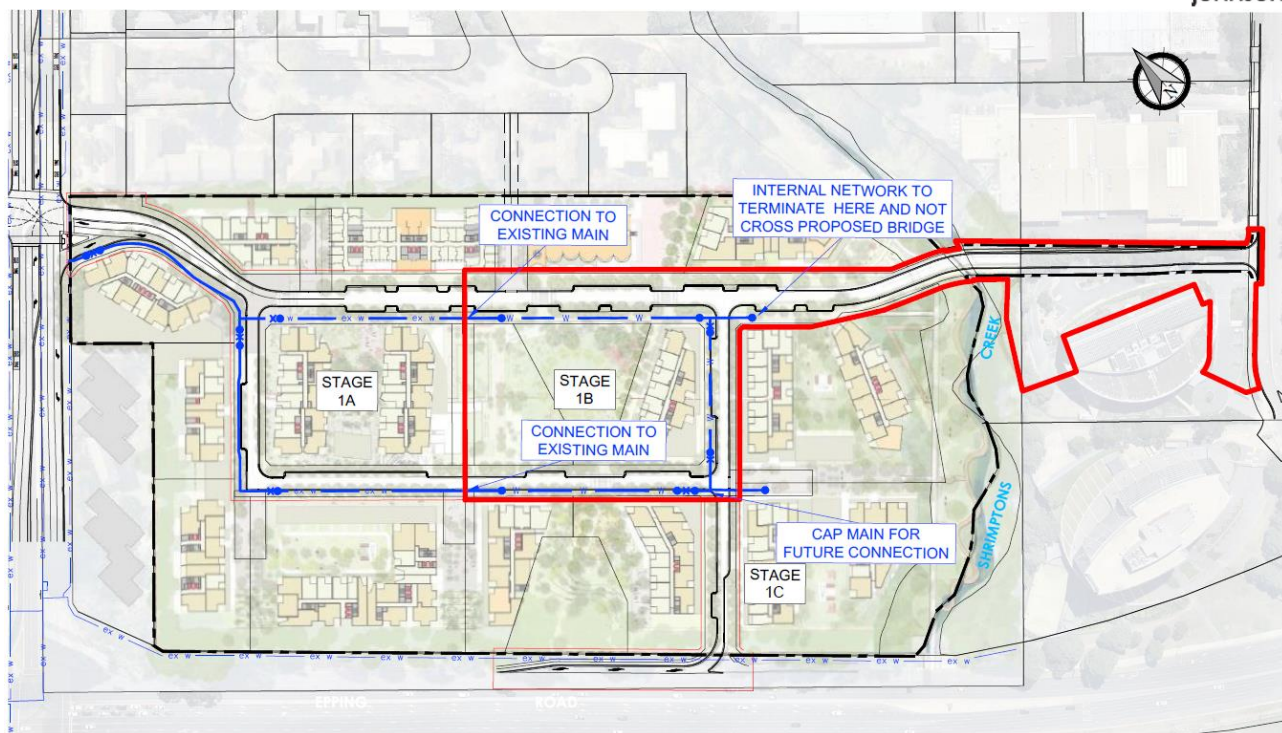 INTERNAL NETWORK TO
TERMINATE HERE AND NOT
CROSS PROPOSED BRIDGE
CONNECTION TO
EXISTING MAIN
N
STAGE
1A
STAGE
1B
CREEK
CONNECTION TO
EXISTING MAIN
CAP MAIN FOR
FUTURE CONNECTION
SHRIMPTONS
STAGE
1C
EPPING ROAD